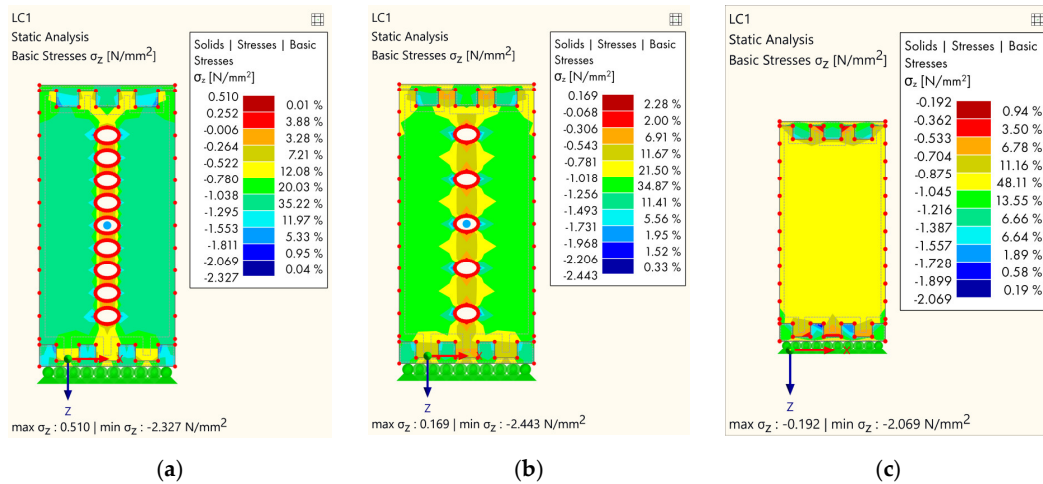 LC1
Static Analysis
Basic Stresses σz [N/mm2]
Solids | Stresses | Basic
Stresses
σz [N/mm2]
0.510
0.252
-0.006
-0.264
-0.522
-0.780
-1.038
-1.295
-1.553
-1.811
-2.069
-2.327
0.01 %
3.88 %
3.28 %
7.21 %
12.08 %
20.03 %
35.22 %
11.97 %
5.33 %
0.95 %
0.04 %
X
Z
max σz : 0.510 | min σz : -2.327 N/mm2
(a)
LC1
Static Analysis
Basic Stresses σz [N/mm2]
Solids | Stresses | Basic
Stresses
σz [N/mm2]
0.169
-0.068
-0.306
-0.543
-0.781
-1.018
-1.256
-1.493
-1.731
-1.968
-2.206
-2.443
2.28 %
2.00 %
6.91 %
11.67 %
21.50 %
34.87 %
11.41 %
5.56 %
1.95 %
1.52 %
0.33 %
X
Z
max σz : 0.169 | min σz : -2.443 N/mm2
(b)
LC1
Static Analysis
Basic Stresses σz [N/mm2]
Solids | Stresses | Basic
Stresses
σz [N/mm2]
-0.192
-0.362
-0.533
-0.704
-0.875
-1.045
-1.216
-1.387
-1.557
-1.728
-1.899
-2.069
0.94 %
3.50 %
6.78 %
11.16 %
48.11 %
13.55 %
6.66 %
6.64 %
1.89 %
0.58 %
0.19 %
X
Z
max σz : -0.192 | min σz : -2.069 N/mm2
(c)